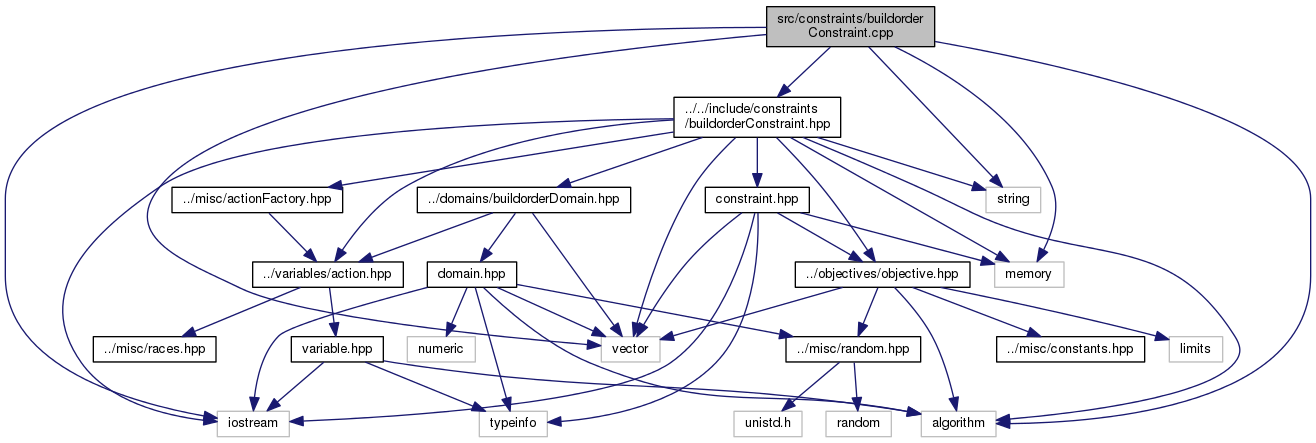 src/constraints/buildorder
Constraint.cpp
../../include/constraints
/buildorderConstraint.hpp
../misc/actionFactory.hpp
../domains/buildorderDomain.hpp
constraint.hpp
string
../variables/action.hpp
domain.hpp
../objectives/objective.hpp
memory
../misc/races.hpp
variable.hpp
numeric
vector
../misc/random.hpp
../misc/constants.hpp
limits
iostream
typeinfo
unistd.h
random
algorithm